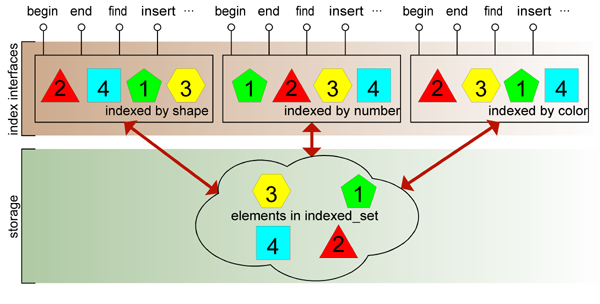 begin end find insert ... begin end find insert ... begin end find insert ...
index interfaces
2 4 1 3
indexed by shape
1 2 3 4
indexed by number
2 3 1 4
indexed by color
storage
3 1
elements in indexed_set
4 2